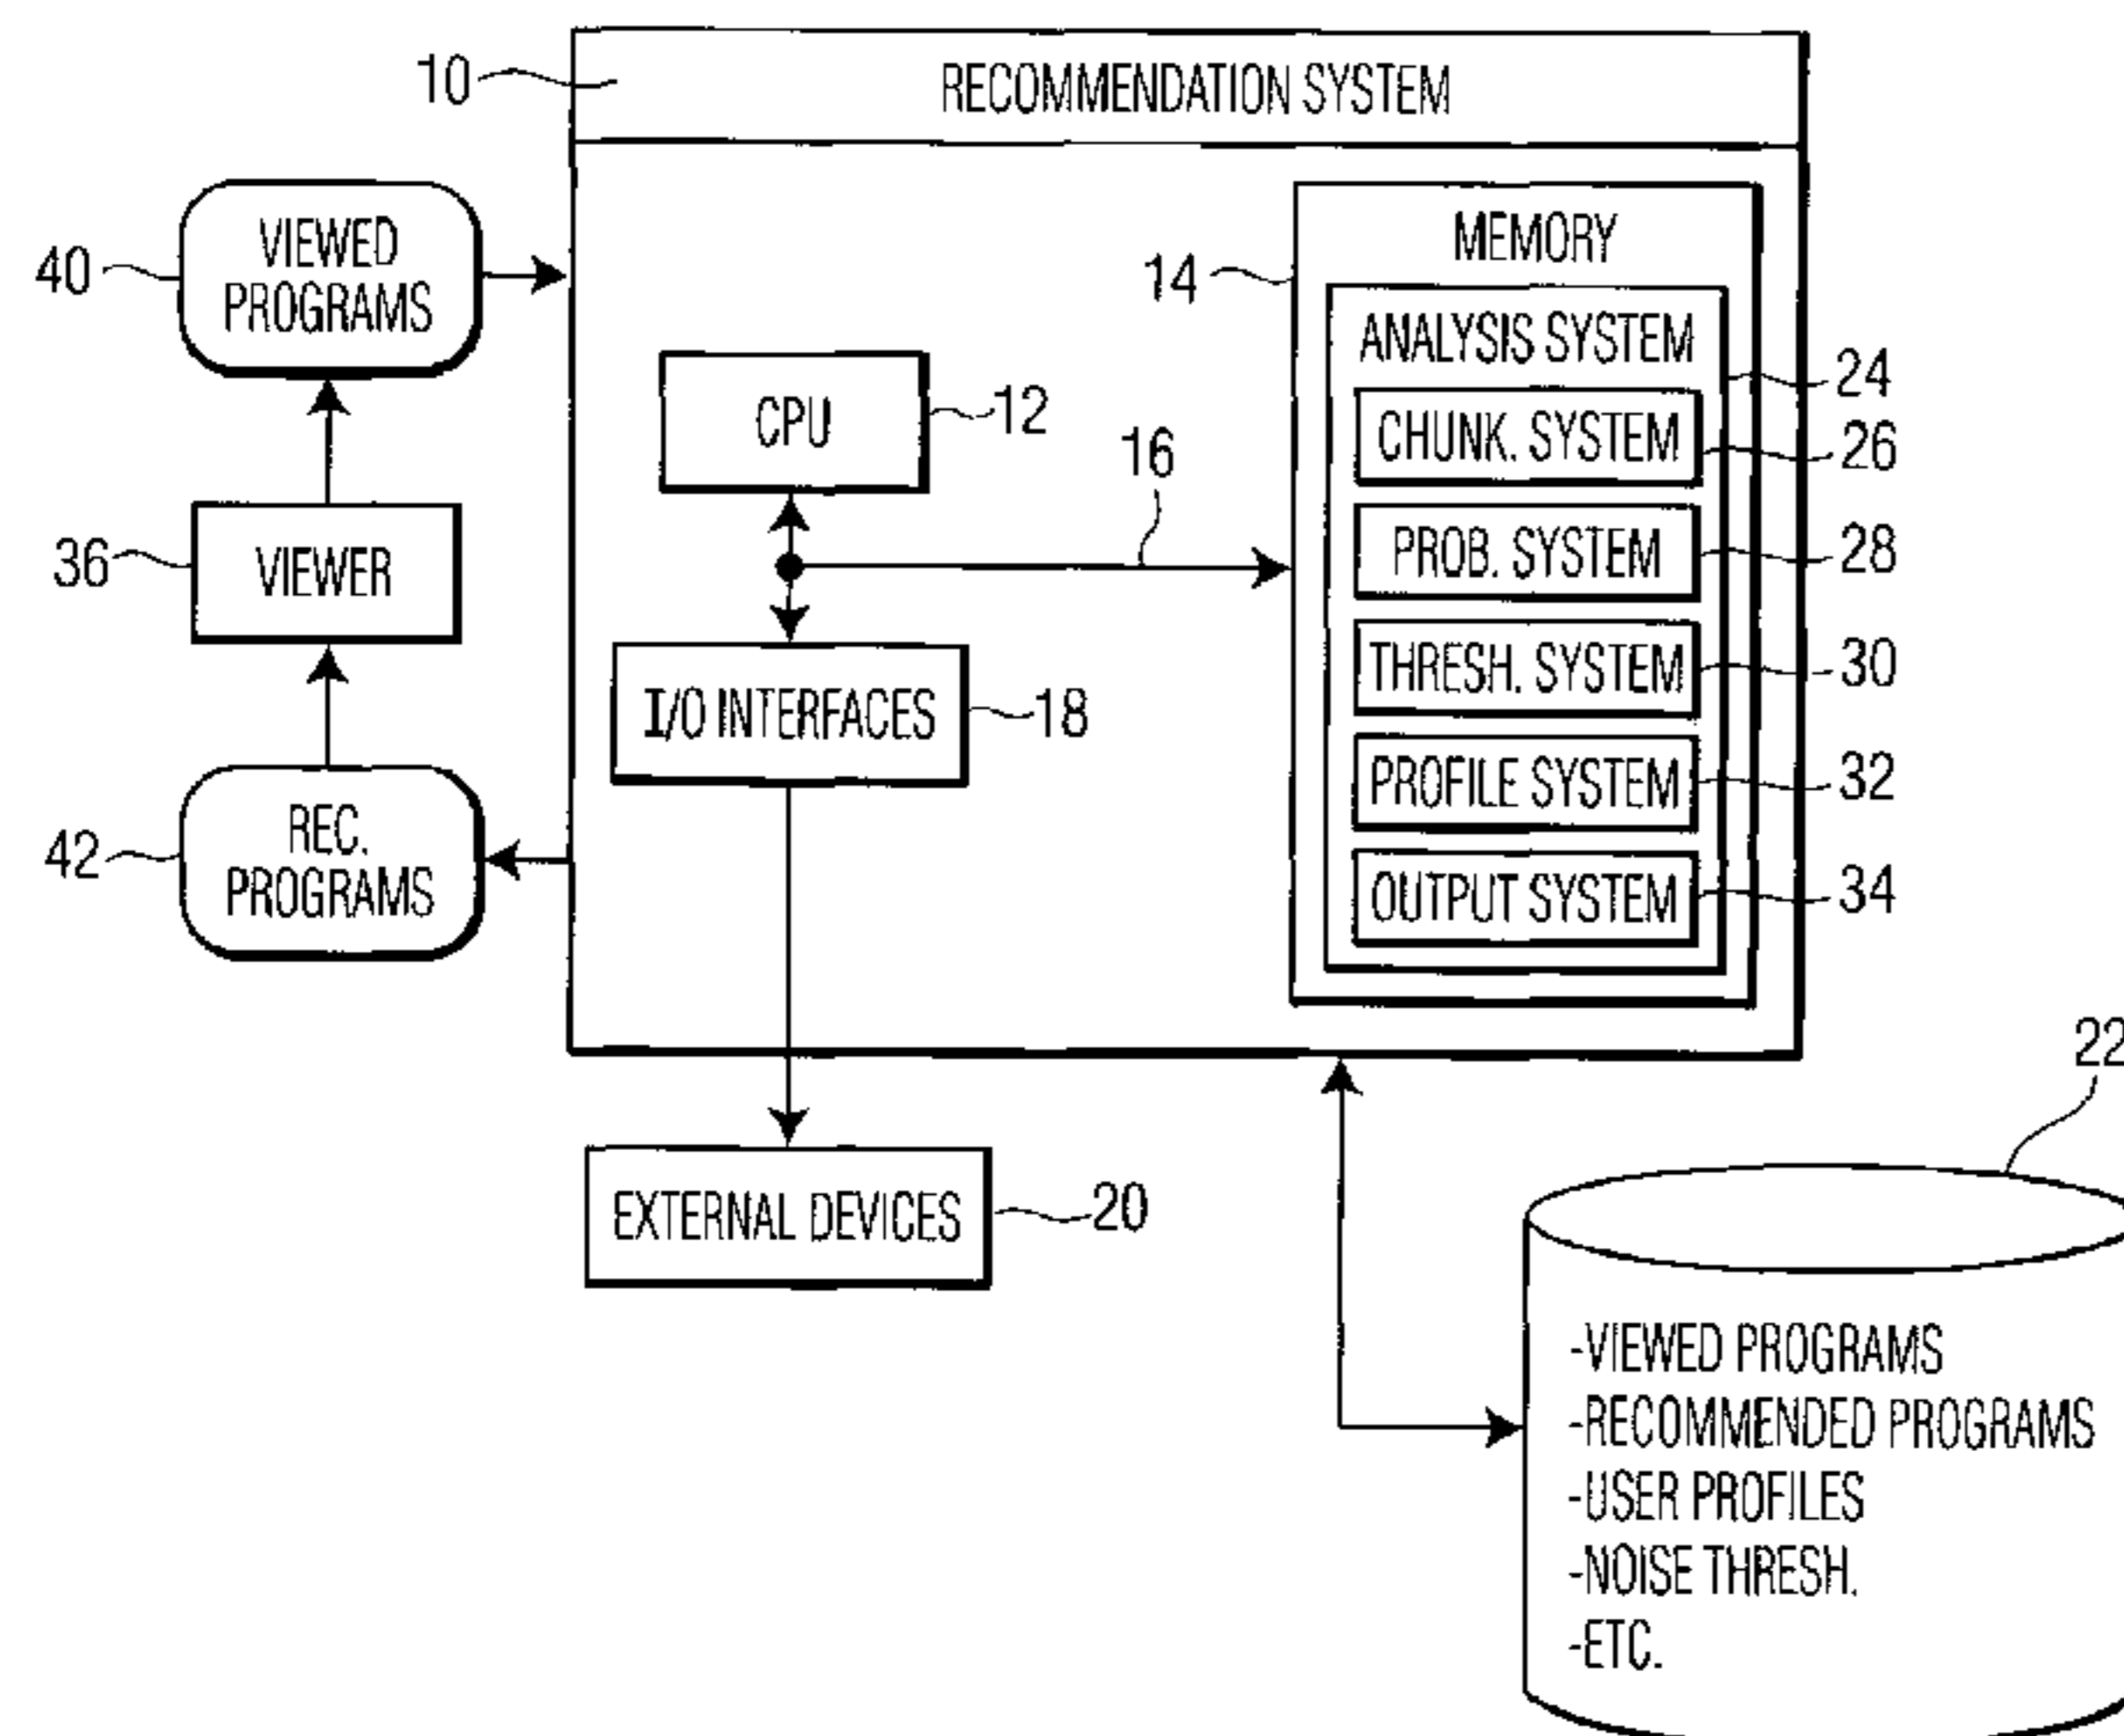 10
RECOMMENDATION SYSTEM
40
VIEWED
PROGRAMS
MEMORY
14
ANALYSIS SYSTEM
24
CPU
12
CHUNK. SYSTEM
26
16
36
VIEWER
PROB. SYSTEM
28
THRESH. SYSTEM
30
I/O INTERFACES
18
PROFILE SYSTEM
32
42
REC.
PROGRAMS
OUTPUT SYSTEM
34
22
EXTERNAL DEVICES
20
-VIEWED PROGRAMS
-RECOMMENDED PROGRAMS
-USER PROFILES
-NOISE THRESH.
-ETC.